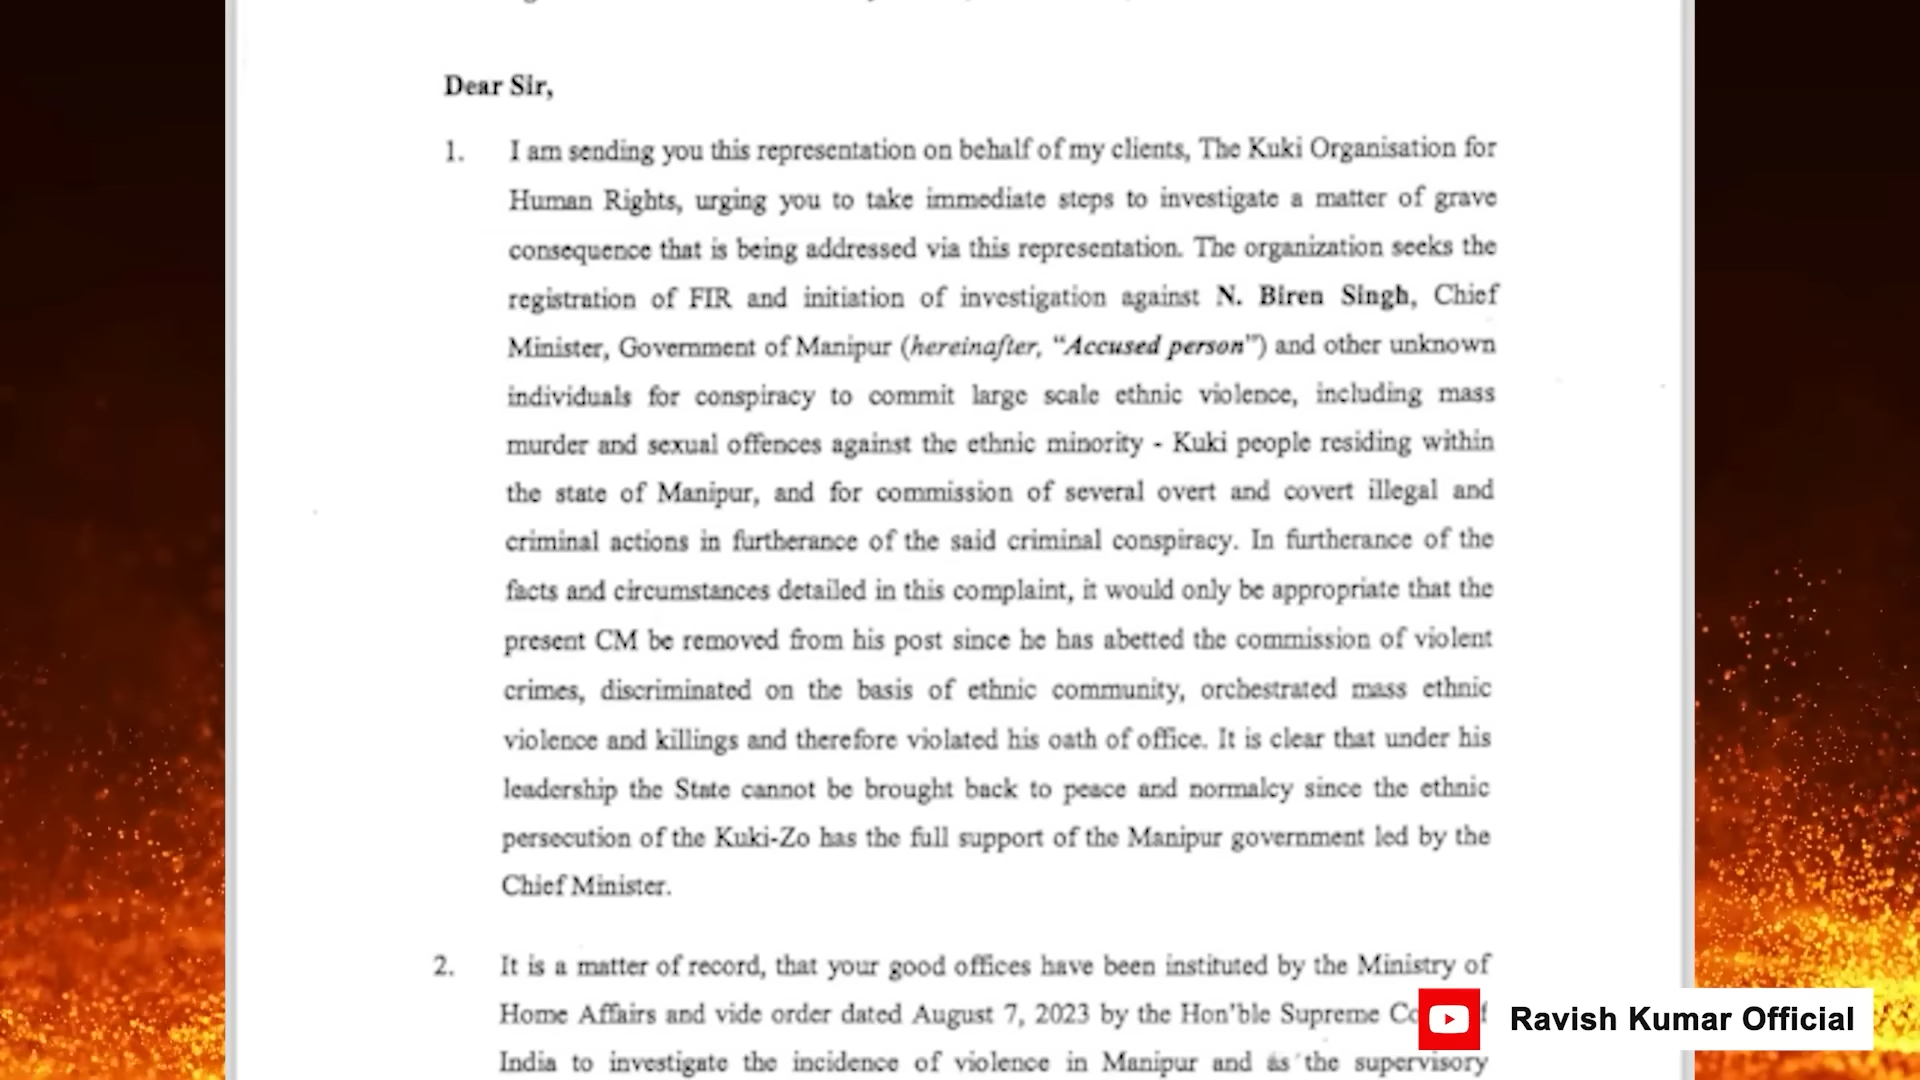 Dear Sir,
1. I am sending you this representation on behalf of my clients, The Kuki Organisation for
Human Rights, urging you to take immediate steps to investigate a matter of grave
consequence that is being addressed via this representation. The organization seeks the
registration of FIR and initiation of investigation against N. Biren Singh, Chief
Minister, Government of Manipur (hereinafter, “Accused person”) and other unknown
individuals for conspiracy to commit large scale ethnic violence, including mass
murder and sexual offences against the ethnic minority - Kuki people residing within
the state of Manipur, and for commission of several overt and covert illegal and
criminal actions in furtherance of the said criminal conspiracy. In furtherance of the
facts and circumstances detailed in this complaint, it would only be appropriate that the
present CM be removed from his post since he has abetted the commission of violent
crimes, discriminated on the basis of ethnic community, orchestrated mass ethnic
violence and killings and therefore violated his oath of office. It is clear that under his
leadership the State cannot be brought back to peace and normalcy since the ethnic
persecution of the Kuki-Zo has the full support of the Manipur government led by the
Chief Minister.
2. It is a matter of record, that your good offices have been instituted by the Ministry of
Home Affairs and vide order dated August 7, 2023 by the Hon'ble Supreme
India to investigate the incidence of violence in Manipur and as the supervisory
Ravish Kumar Official